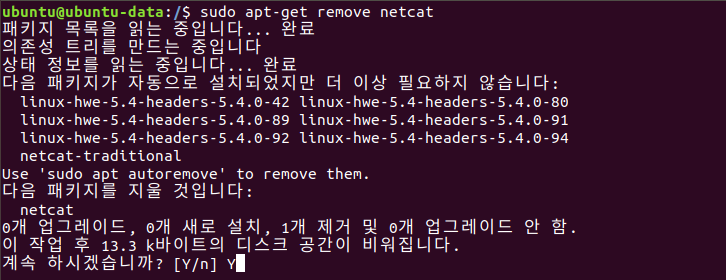 ubuntu@ubuntu-data:/$ sudo apt-get remove netcat
패키지 목록을 읽는 중입니다... 완료
의존성 트리를 만드는 중입니다
상태 정보를 읽는 중입니다... 완료
다음 패키지가 자동으로 설치되었지만 더 이상 필요하지 않습니다:
  linux-hwe-5.4-headers-5.4.0-42 linux-hwe-5.4-headers-5.4.0-80
  linux-hwe-5.4-headers-5.4.0-89 linux-hwe-5.4-headers-5.4.0-91
  linux-hwe-5.4-headers-5.4.0-92 linux-hwe-5.4-headers-5.4.0-94
  netcat-traditional
Use 'sudo apt autoremove' to remove them.
다음 패키지를 지울 것입니다:
  netcat
0개 업그레이드, 0개 새로 설치, 1개 제거 및 0개 업그레이드 안 함.
이 작업 후 13.3 k바이트의 디스크 공간이 비워집니다.
계속 하시겠습니까? [Y/n] Y